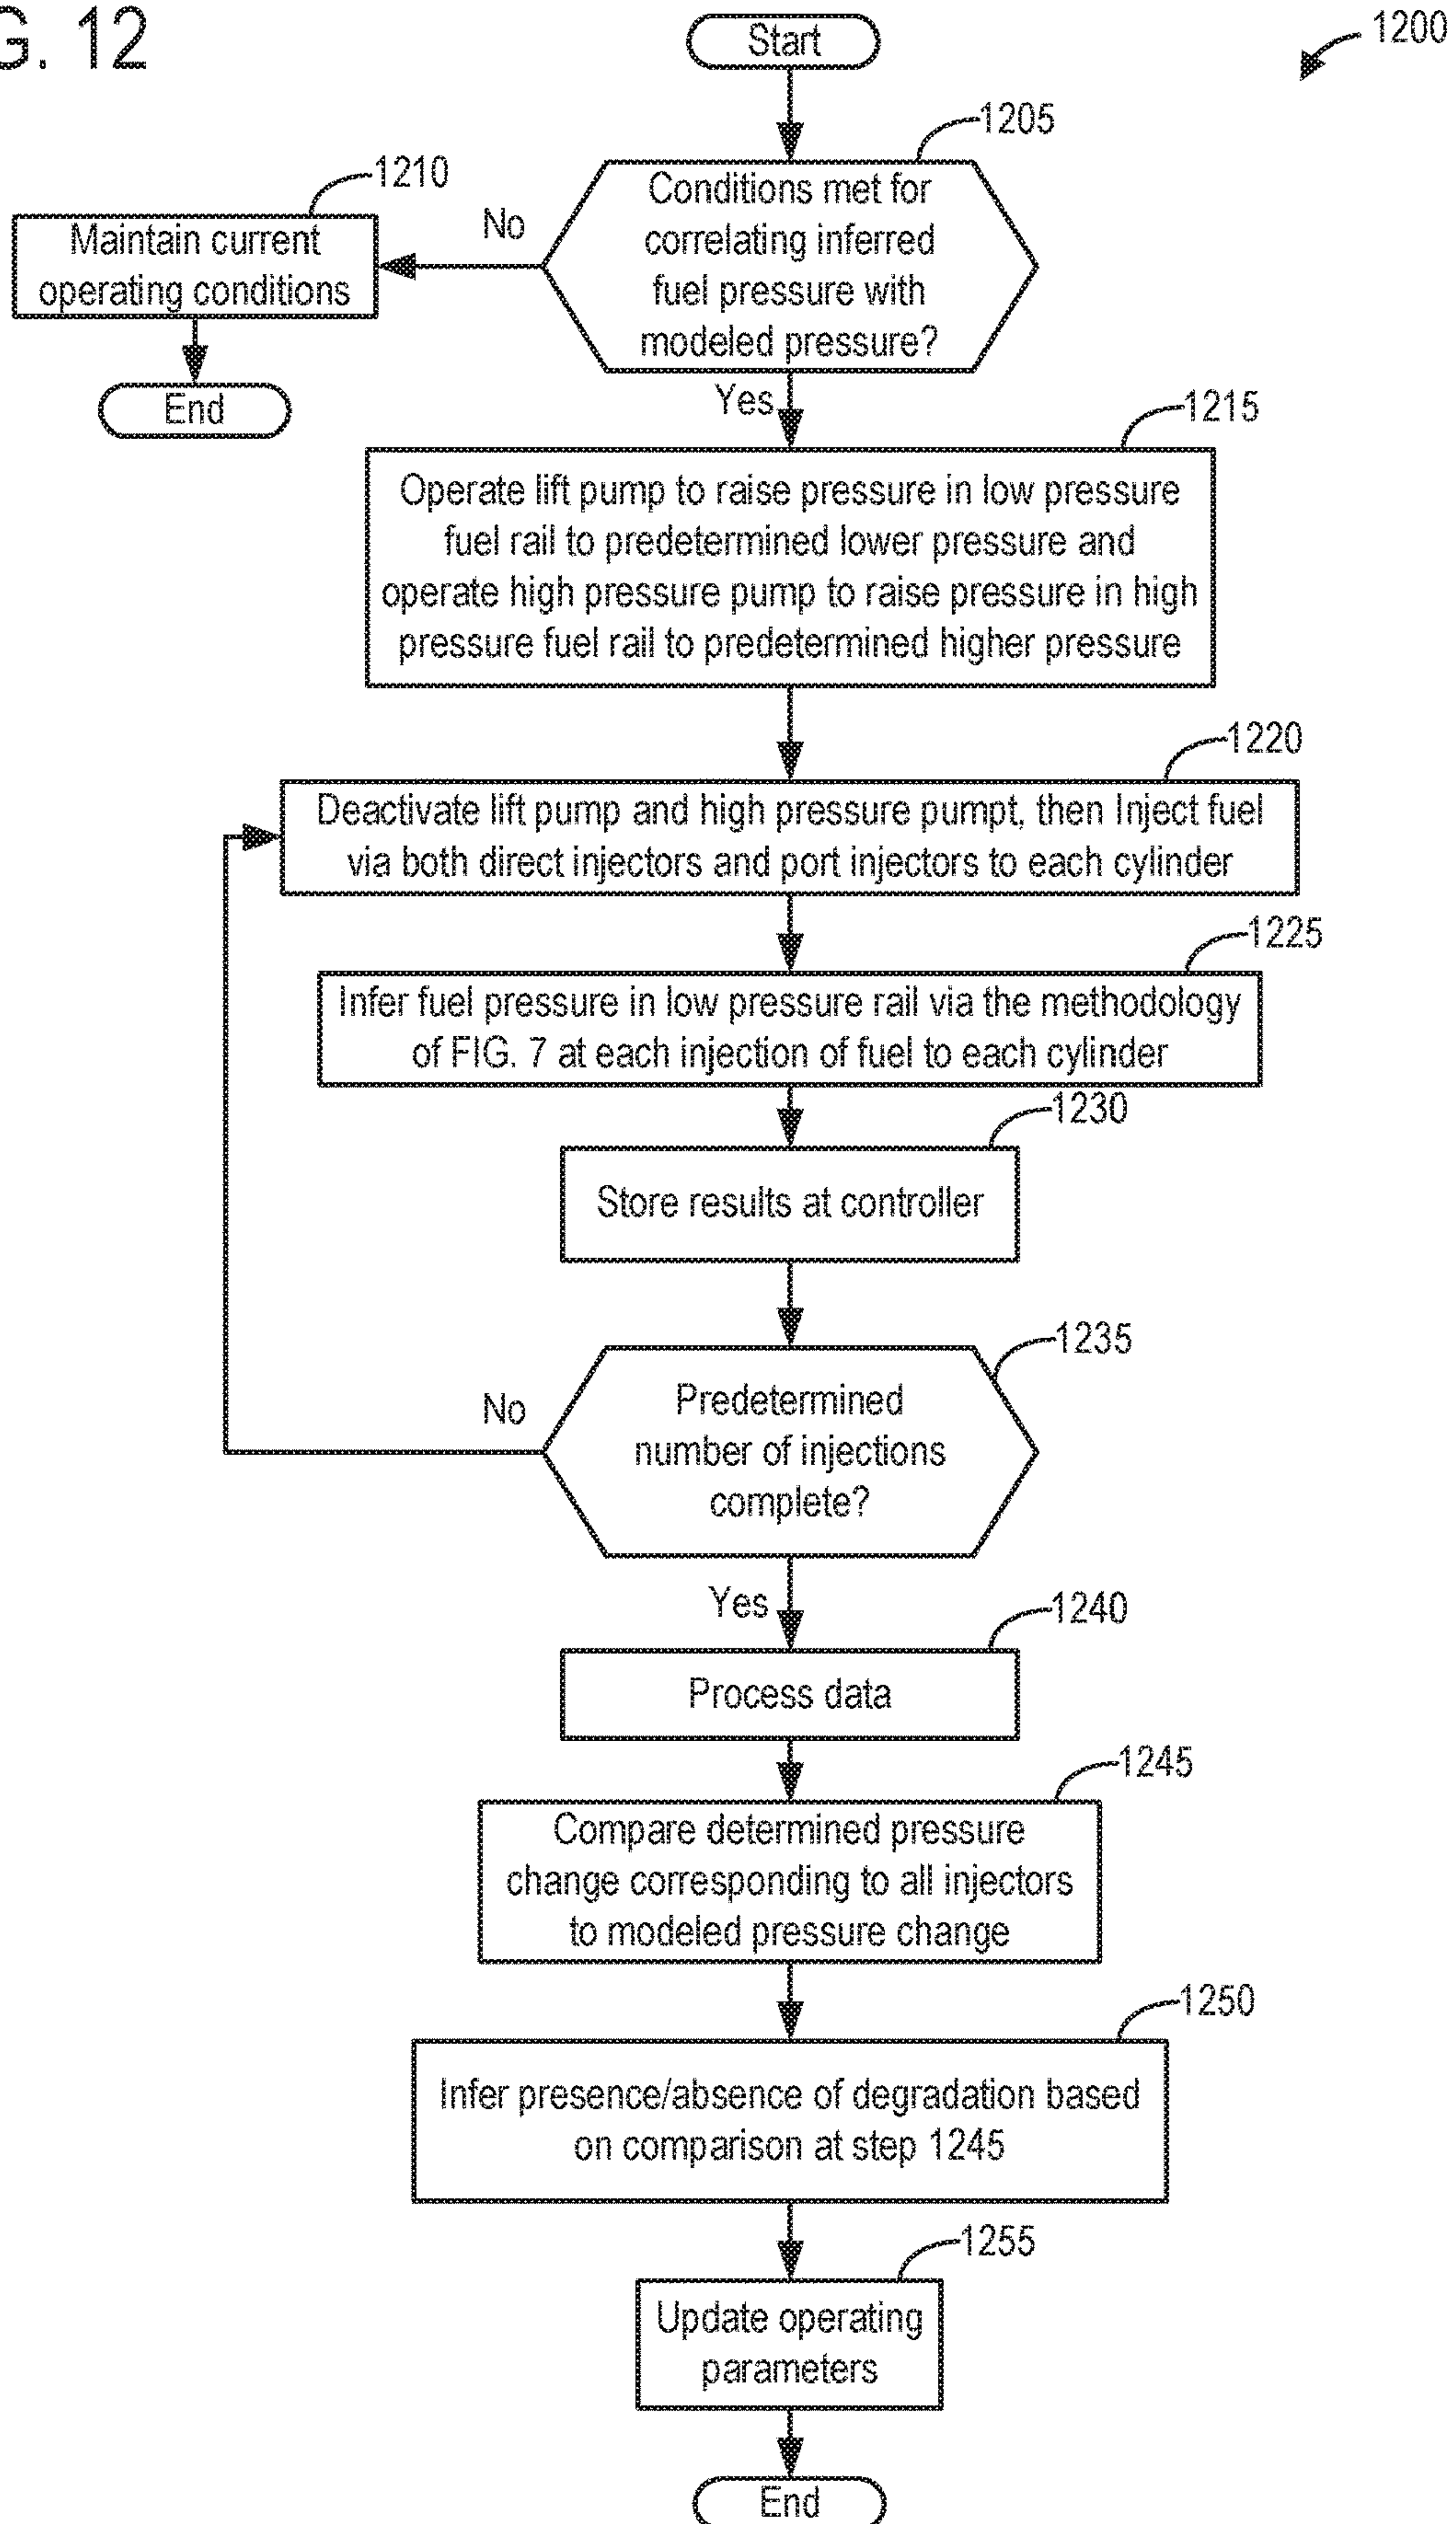 G. 12
1200
Start
1205
Conditions met for
correlating inferred
fuel pressure with
modeled pressure?
No
1210
Maintain current
operating conditions
End
Yes
1215
Operate lift pump to raise pressure in low pressure
fuel rail to predetermined lower pressure and
operate high pressure pump to raise pressure in high
pressure fuel rail to predetermined higher pressure
1220
Deactivate lift pump and high pressure pumpt, then Inject fuel
via both direct injectors and port injectors to each cylinder
1225
Infer fuel pressure in low pressure rail via the methodology
of FIG. 7 at each injection of fuel to each cylinder
1230
Store results at controller
1235
Predetermined
number of injections
complete?
No
Yes
1240
Process data
1245
Compare determined pressure
change corresponding to all injectors
to modeled pressure change
1250
Infer presence/absence of degradation based
on comparison at step 1245
1255
Update operating
parameters
End